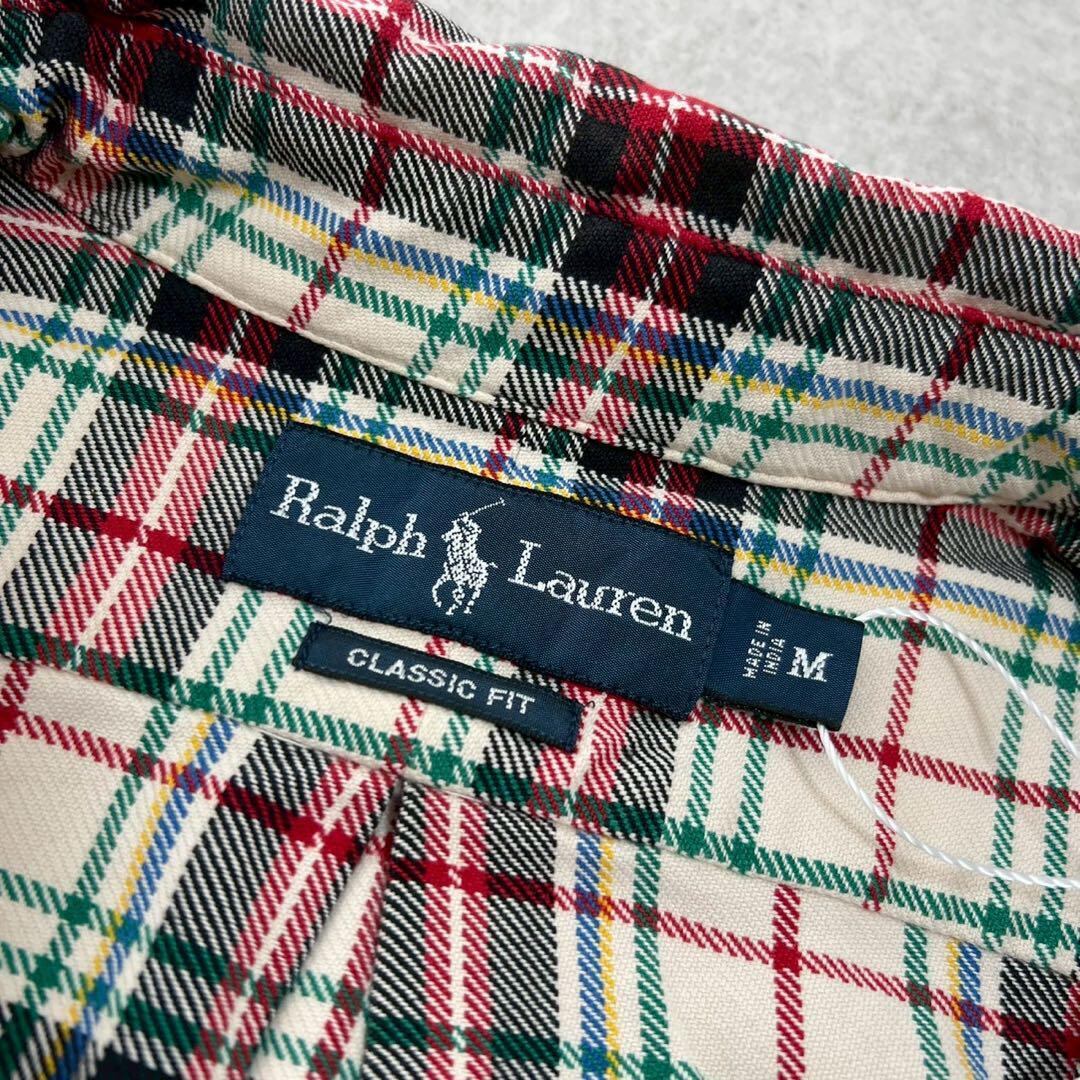 Ralph Lauren
CLASSIC FIT
MADE IN
INDIA
M